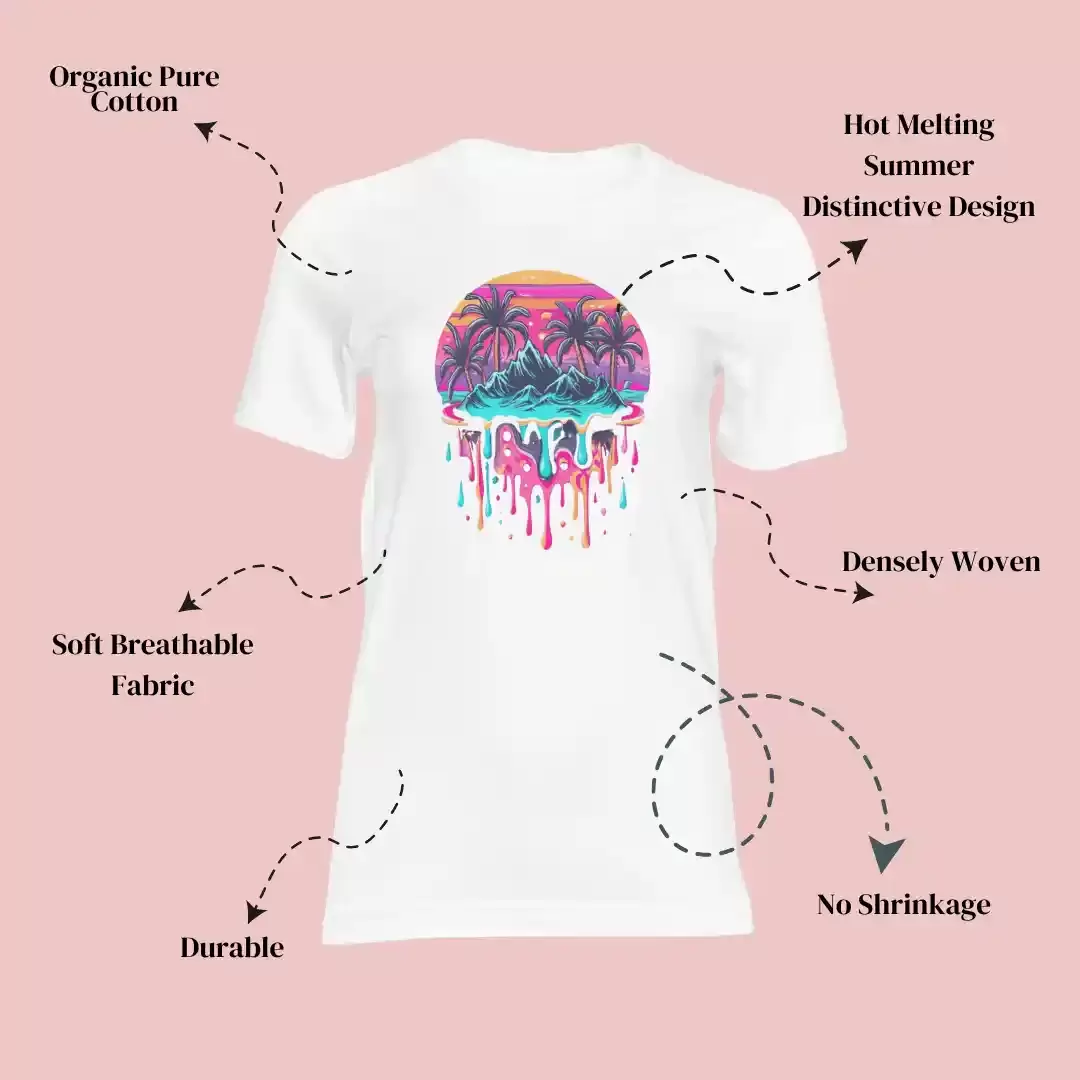 Organic Pure
Cotton
Hot Melting
Summer
Distinctive Design
Densely Woven
Soft Breathable
Fabric
No Shrinkage
Durable